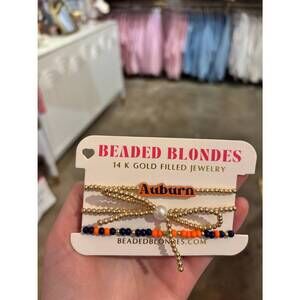 BEADED BLONDES
14 K GOLD FILLED JEWELRY
Auburn
BEADEDBLONDES.COM